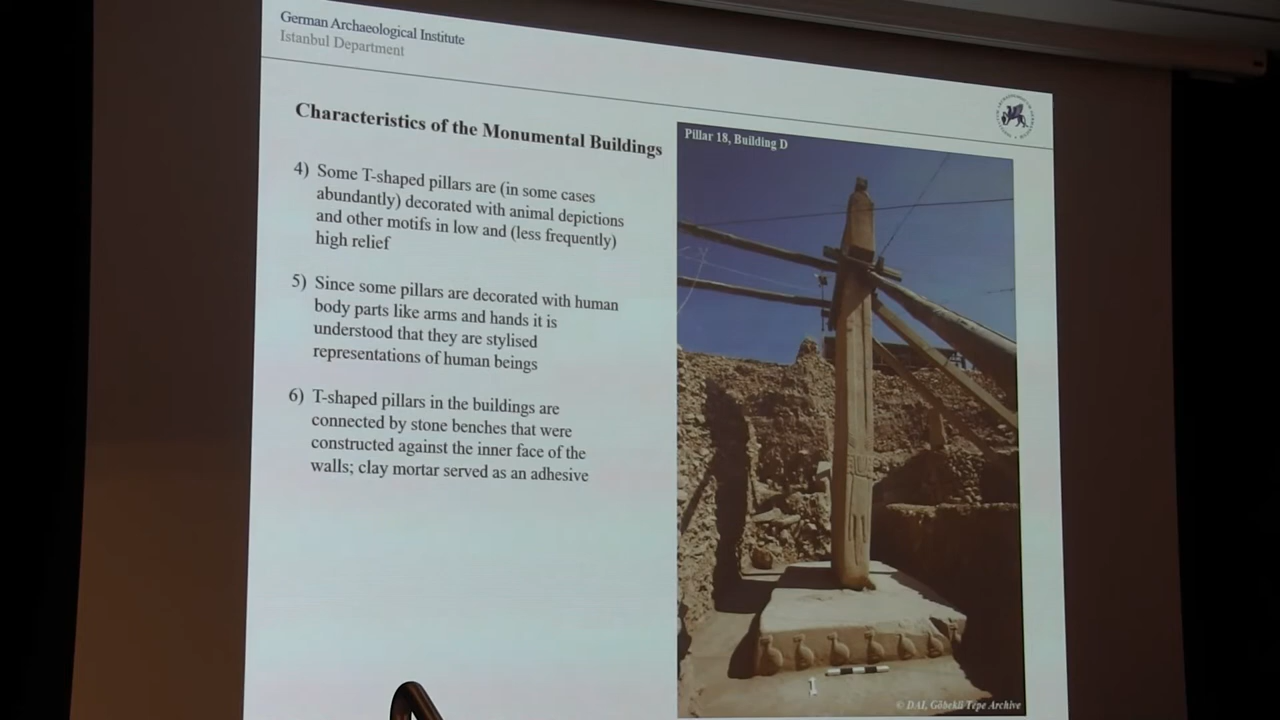 German Archaeological Institute
Istanbul Department
Characteristics of the Monumental Buildings
4) Some T-shaped pillars are (in some cases
abundantly) decorated with animal depictions
and other motifs in low and (less frequently)
high relief
5) Since some pillars are decorated with human
body parts like arms and hands it is
understood that they are stylised
representations of human beings
6) T-shaped pillars in the buildings are
connected by stone benches that were
constructed against the inner face of the
walls; clay mortar served as an adhesive
Pillar 18, Building D
© DAI, Göbekli Tepe Archive